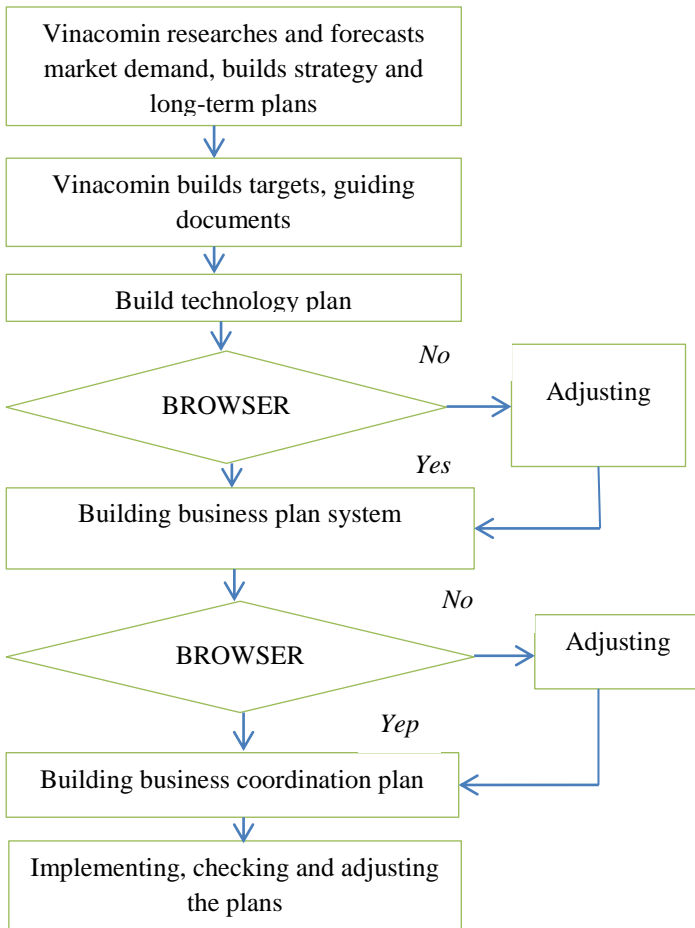 Vinacomin researches and forecasts
market demand, builds strategy and
long-term plans
Vinacomin builds targets, guiding
documents
Build technology plan
No
BROWSER
Adjusting
Yes
Building business plan system
No
BROWSER
Adjusting
Yep
Building business coordination plan
Implementing, checking and adjusting
the plans